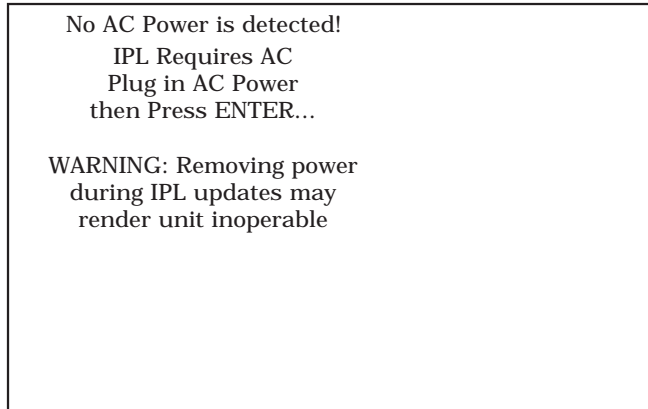 No AC Power is detected!
IPL Requires AC
Plug in AC Power
then Press ENTER...
WARNING: Removing power
during IPL updates may
render unit inoperable